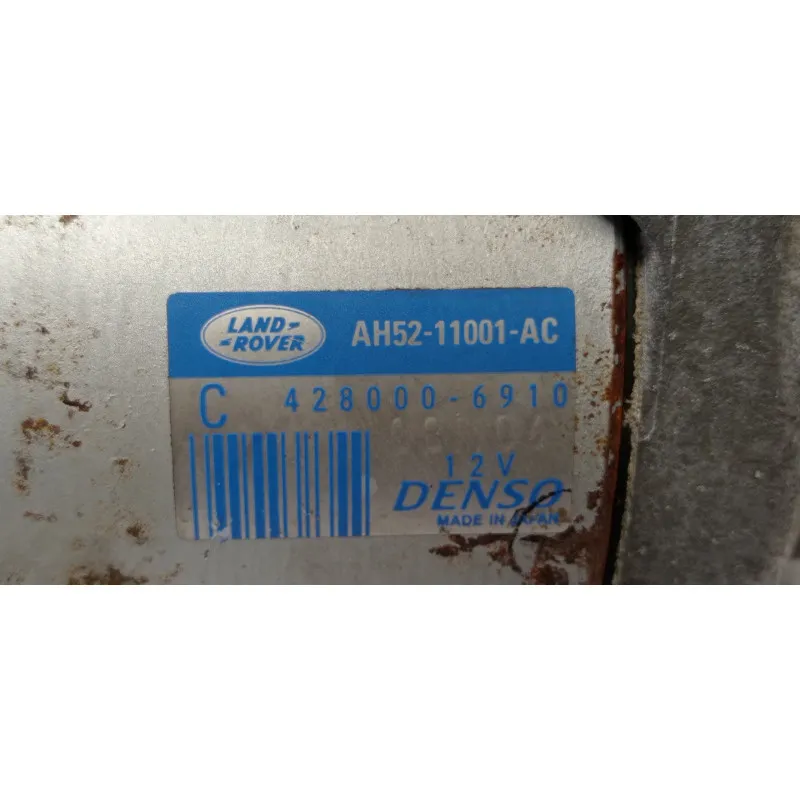 LAND
ROVER
AH52-11001-AC
C 428000-6910
12V
DENSO
MADE IN JAPAN